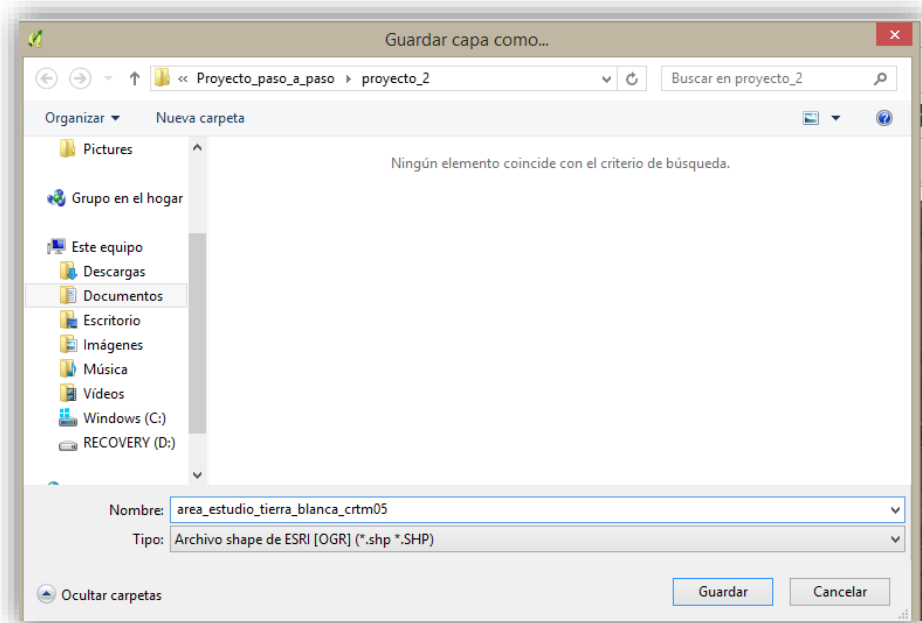 Guardar capa como...
« Proyecto_paso_a_paso proyecto_2
Buscar en proyecto_2
Organizar
Nueva carpeta
Pictures
Grupo en el hogar
Este equipo
Descargas
Documentos
Escritorio
Imágenes
Música
Vídeos
Windows (C:)
RECOVERY (D:)
Ningún elemento coincide con el criterio de búsqueda.
Nombre: area_estudio_tierra_blanca_crtm05
Tipo: Archivo shape de ESRI [OGR] (*.shp *.SHP)
Ocultar carpetas
Guardar
Cancelar